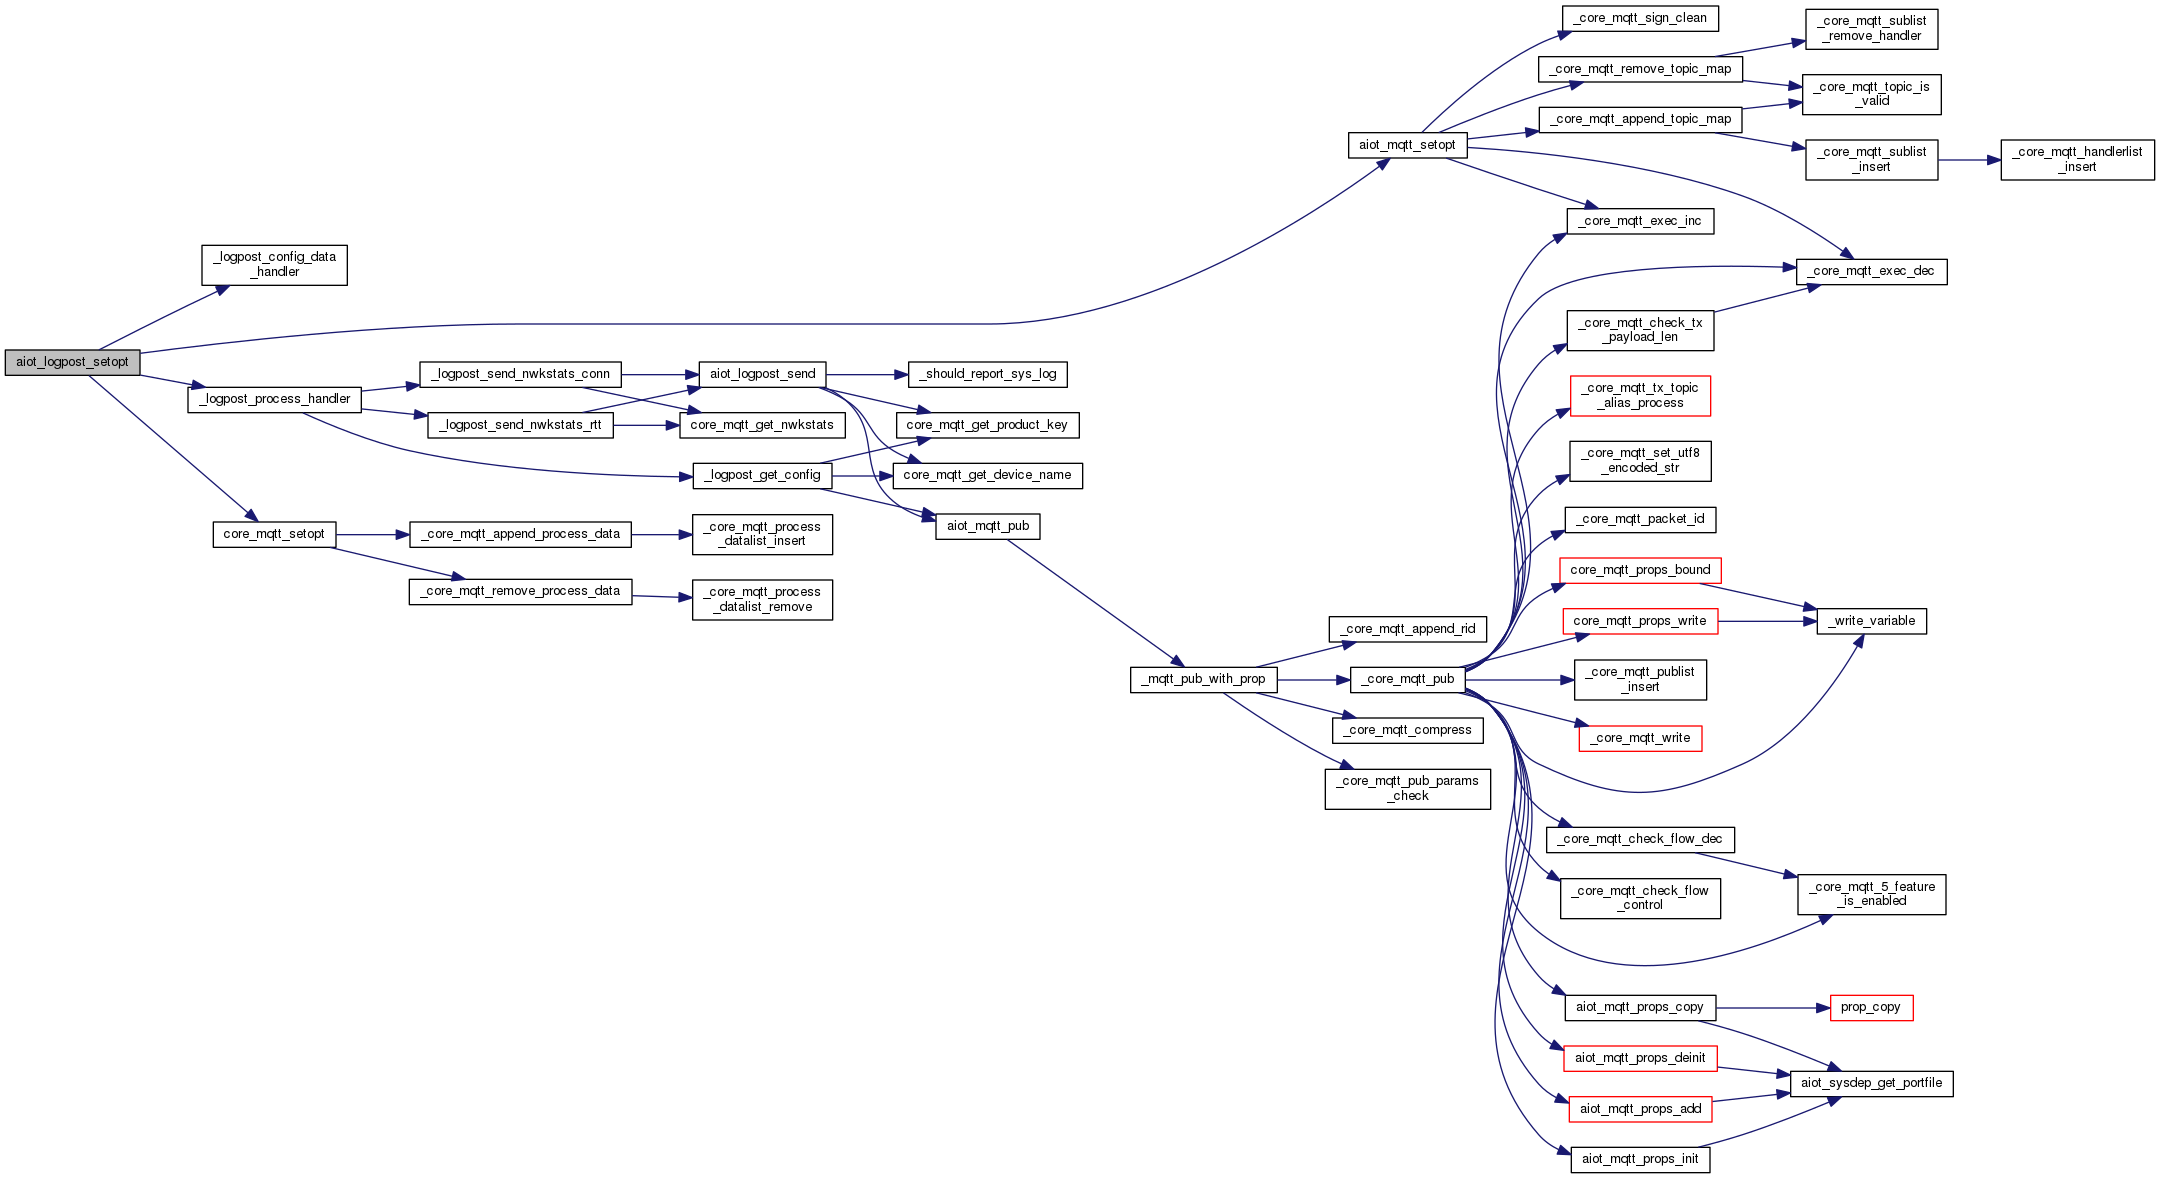 aiot_logpost_setopt
_logpost_config_data
_handler
_logpost_process_handler
core_mqtt_setopt
_logpost_send_nwkstats_conn
_logpost_send_nwkstats_rtt
_core_mqtt_append_process_data
_core_mqtt_remove_process_data
aiot_logpost_send
core_mqtt_get_nwkstats
_logpost_get_config
_core_mqtt_process
_datalist_insert
_core_mqtt_process
_datalist_remove
_should_report_sys_log
core_mqtt_get_product_key
core_mqtt_get_device_name
aiot_mqtt_pub
_mqtt_pub_with_prop
aiot_mqtt_setopt
_core_mqtt_append_rid
_core_mqtt_pub
_core_mqtt_compress
_core_mqtt_pub_params
_check
_core_mqtt_sign_clean
_core_mqtt_remove_topic_map
_core_mqtt_append_topic_map
_core_mqtt_exec_inc
_core_mqtt_check_tx
_payload_len
_core_mqtt_tx_topic
_alias_process
_core_mqtt_set_utf8
_encoded_str
_core_mqtt_packet_id
core_mqtt_props_bound
core_mqtt_props_write
_core_mqtt_publist
_insert
_core_mqtt_write
_core_mqtt_check_flow_dec
_core_mqtt_check_flow
_control
aiot_mqtt_props_copy
aiot_mqtt_props_deinit
aiot_mqtt_props_add
aiot_mqtt_props_init
_core_mqtt_sublist
_remove_handler
_core_mqtt_topic_is
_valid
_core_mqtt_sublist
_insert
_core_mqtt_exec_dec
_write_variable
_core_mqtt_5_feature
_is_enabled
prop_copy
aiot_sysdep_get_portfile
_core_mqtt_handlerlist
_insert